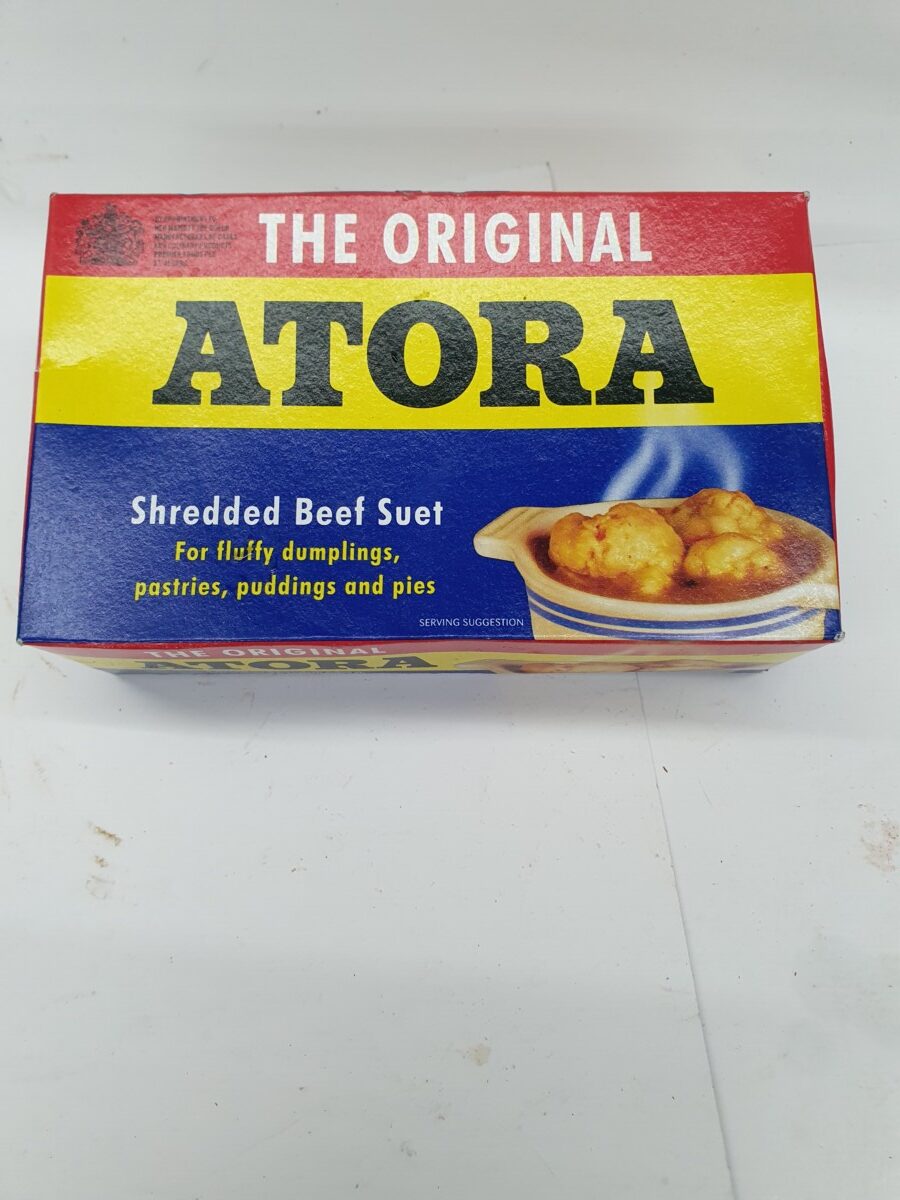 THE ORIGINAL
ATORA
Shredded Beef Suet
For fluffy dumplings,
pastries, puddings and pies
SERVING SUGGESTION
THE ORIGINAL
ATORA